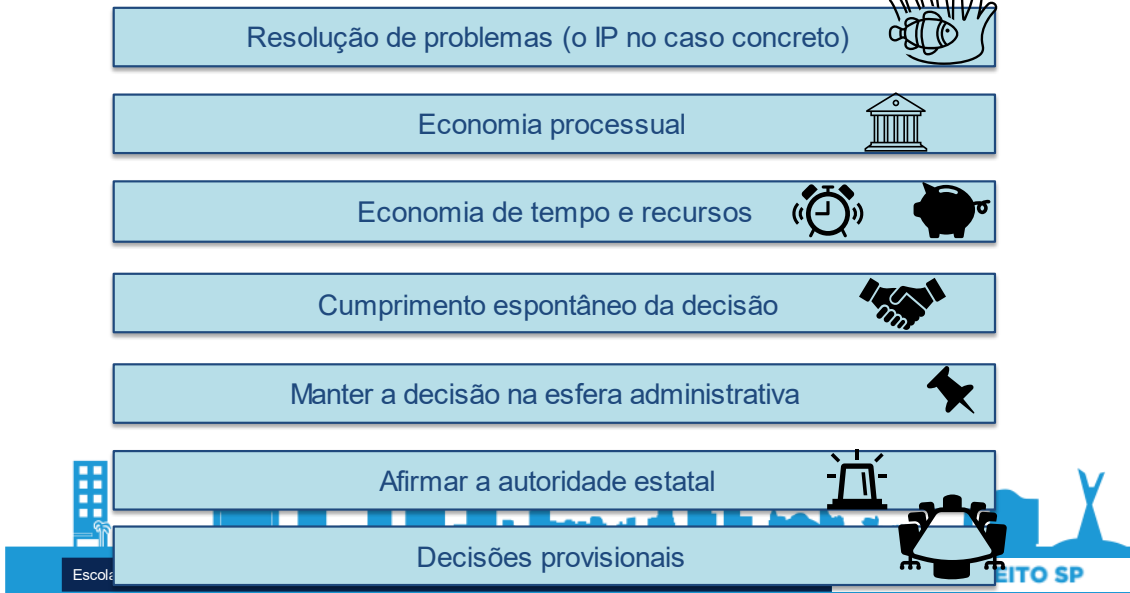 Resolução de problemas (o IP no caso concreto)
Economia processual
Economia de tempo e recursos
Cumprimento espontâneo da decisão
Manter a decisão na esfera administrativa
Afirmar a autoridade estatal
Decisões provisionais
Escola
EITO SP